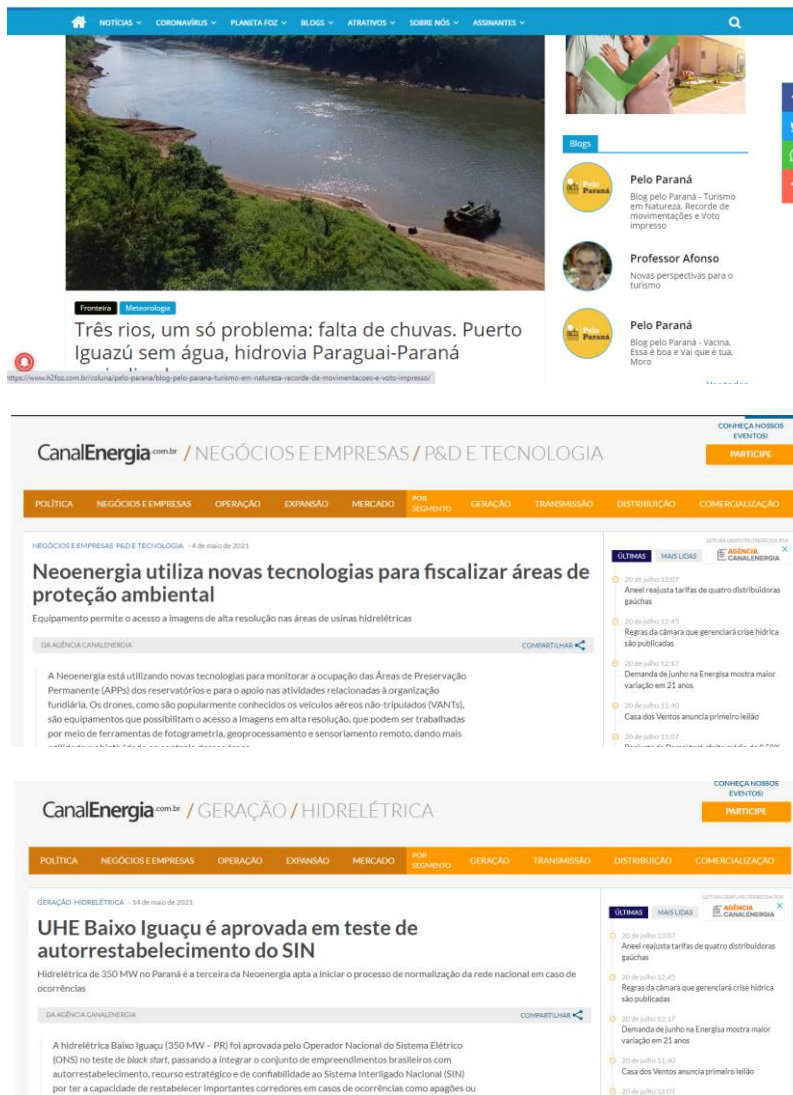 NOTÍCIAS CORONAVÍRUS PLANETA FOZ BLOGS ATRATIVOS SOBRE NÓS ASSINANTES
Fronteira Meteorologia
Três rios, um só problema: falta de chuvas. Puerto
Iguazú sem água, hidrovia Paraguai-Paraná
https://www.h2foz.com.br/coluna/pelo-parana/blog-pelo-parana-turismo-em-natureza-recorde-de-movimentacoes-e-voto-impresso/
Blogs
Pelo Paraná
Blog pelo Paraná - Turismo
em Natureza, Recorde de
movimentações e Voto
impresso
Professor Afonso
Novas perspectivas para o
turismo
Pelo Paraná
Blog pelo Paraná - Vacina,
Essa é boa e Vai que é tua,
Moro
CanalEnergia.com.br / NEGÓCIOS E EMPRESAS / P&D E TECNOLOGIA
CONHEÇA NOSSOS
EVENTOS!
PARTICIPE
POLÍTICA NEGÓCIOS E EMPRESAS OPERAÇÃO EXPANSÃO MERCADO POR SEGMENTO GERAÇÃO TRANSMISSÃO DISTRIBUIÇÃO COMERCIALIZAÇÃO
NEGÓCIOS E EMPRESAS P&D E TECNOLOGIA - 4 de maio de 2021
Neoenergia utiliza novas tecnologias para fiscalizar áreas de
proteção ambiental
Equipamento permite o acesso a imagens de alta resolução nas áreas de usinas hidrelétricas
DA AGÊNCIA CANALENERGIA COMPARTILHAR
A Neoenergia está utilizando novas tecnologias para monitorar a ocupação das Áreas de Preservação
Permanente (APPs) dos reservatórios e para o apoio nas atividades relacionadas à organização
fundiária. Os drones, como são popularmente conhecidos os veículos aéreos não-tripulados (VANTs),
são equipamentos que possibilitam o acesso a imagens em alta resolução, que podem ser trabalhadas
por meio de ferramentas de fotogrametria, geoprocessamento e sensoriamento remoto, dando mais
LEITURA GRATUITA OFERECIDA POR
ÚLTIMAS MAIS LIDAS AGÊNCIA CANALENERGIA
20 de julho 13:07
Aneel reajusta tarifas de quatro distribuidoras
gaúchas
20 de julho 12:45
Regras da câmara que gerenciará crise hídrica
são publicadas
20 de julho 12:17
Demanda de junho na Energisa mostra maior
variação em 21 anos
20 de julho 11:40
Casa dos Ventos anuncia primeiro leilão
20 de julho 11:07
CanalEnergia.com.br / GERAÇÃO / HIDRELÉTRICA
CONHEÇA NOSSOS
EVENTOS!
PARTICIPE
POLÍTICA NEGÓCIOS E EMPRESAS OPERAÇÃO EXPANSÃO MERCADO POR SEGMENTO GERAÇÃO TRANSMISSÃO DISTRIBUIÇÃO COMERCIALIZAÇÃO
GERAÇÃO HIDRELÉTRICA - 14 de maio de 2021
UHE Baixo Iguaçu é aprovada em teste de
autorrestabelecimento do SIN
Hidrelétrica de 350 MW no Paraná é a terceira da Neoenergia apta a iniciar o processo de normalização da rede nacional em caso de
ocorrências
DA AGÊNCIA CANALENERGIA COMPARTILHAR
A hidrelétrica Baixo Iguaçu (350 MW – PR) foi aprovada pelo Operador Nacional do Sistema Elétrico
(ONS) no teste de black start, passando a integrar o conjunto de empreendimentos brasileiros com
autorrestabelecimento, recurso estratégico e de confiabilidade ao Sistema Interligado Nacional (SIN)
por ter a capacidade de restabelecer importantes corredores em casos de ocorrências como apagões ou
LEITURA GRATUITA OFERECIDA POR
ÚLTIMAS MAIS LIDAS AGÊNCIA CANALENERGIA
20 de julho 13:07
Aneel reajusta tarifas de quatro distribuidoras
gaúchas
20 de julho 12:45
Regras da câmara que gerenciará crise hídrica
são publicadas
20 de julho 12:17
Demanda de junho na Energisa mostra maior
variação em 21 anos
20 de julho 11:40
Casa dos Ventos anuncia primeiro leilão
20 de julho 11:07